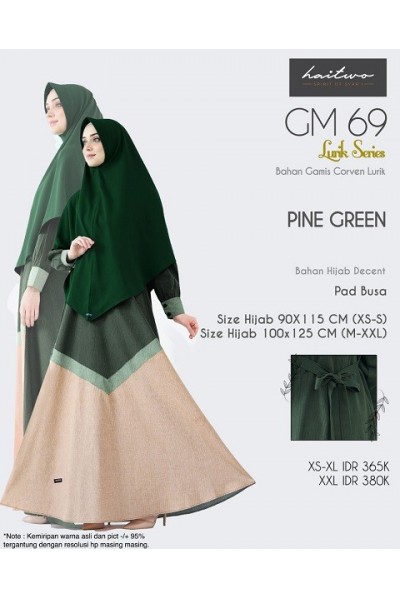 haitwo
GM 69
Lurik Series
Bahan Gamis Corven Lurik
PINE GREEN
Bahan Hijab Decent
Pad Busa
Size Hijab 90X115 CM (XS-S)
Size Hijab 100x125 CM (M-XXL)
XS-XL IDR 365K
XXL IDR 380K
*Note : Kemiripan warna asli dan pict -/+ 95%
tergantung dengan resolusi hp masing masing.